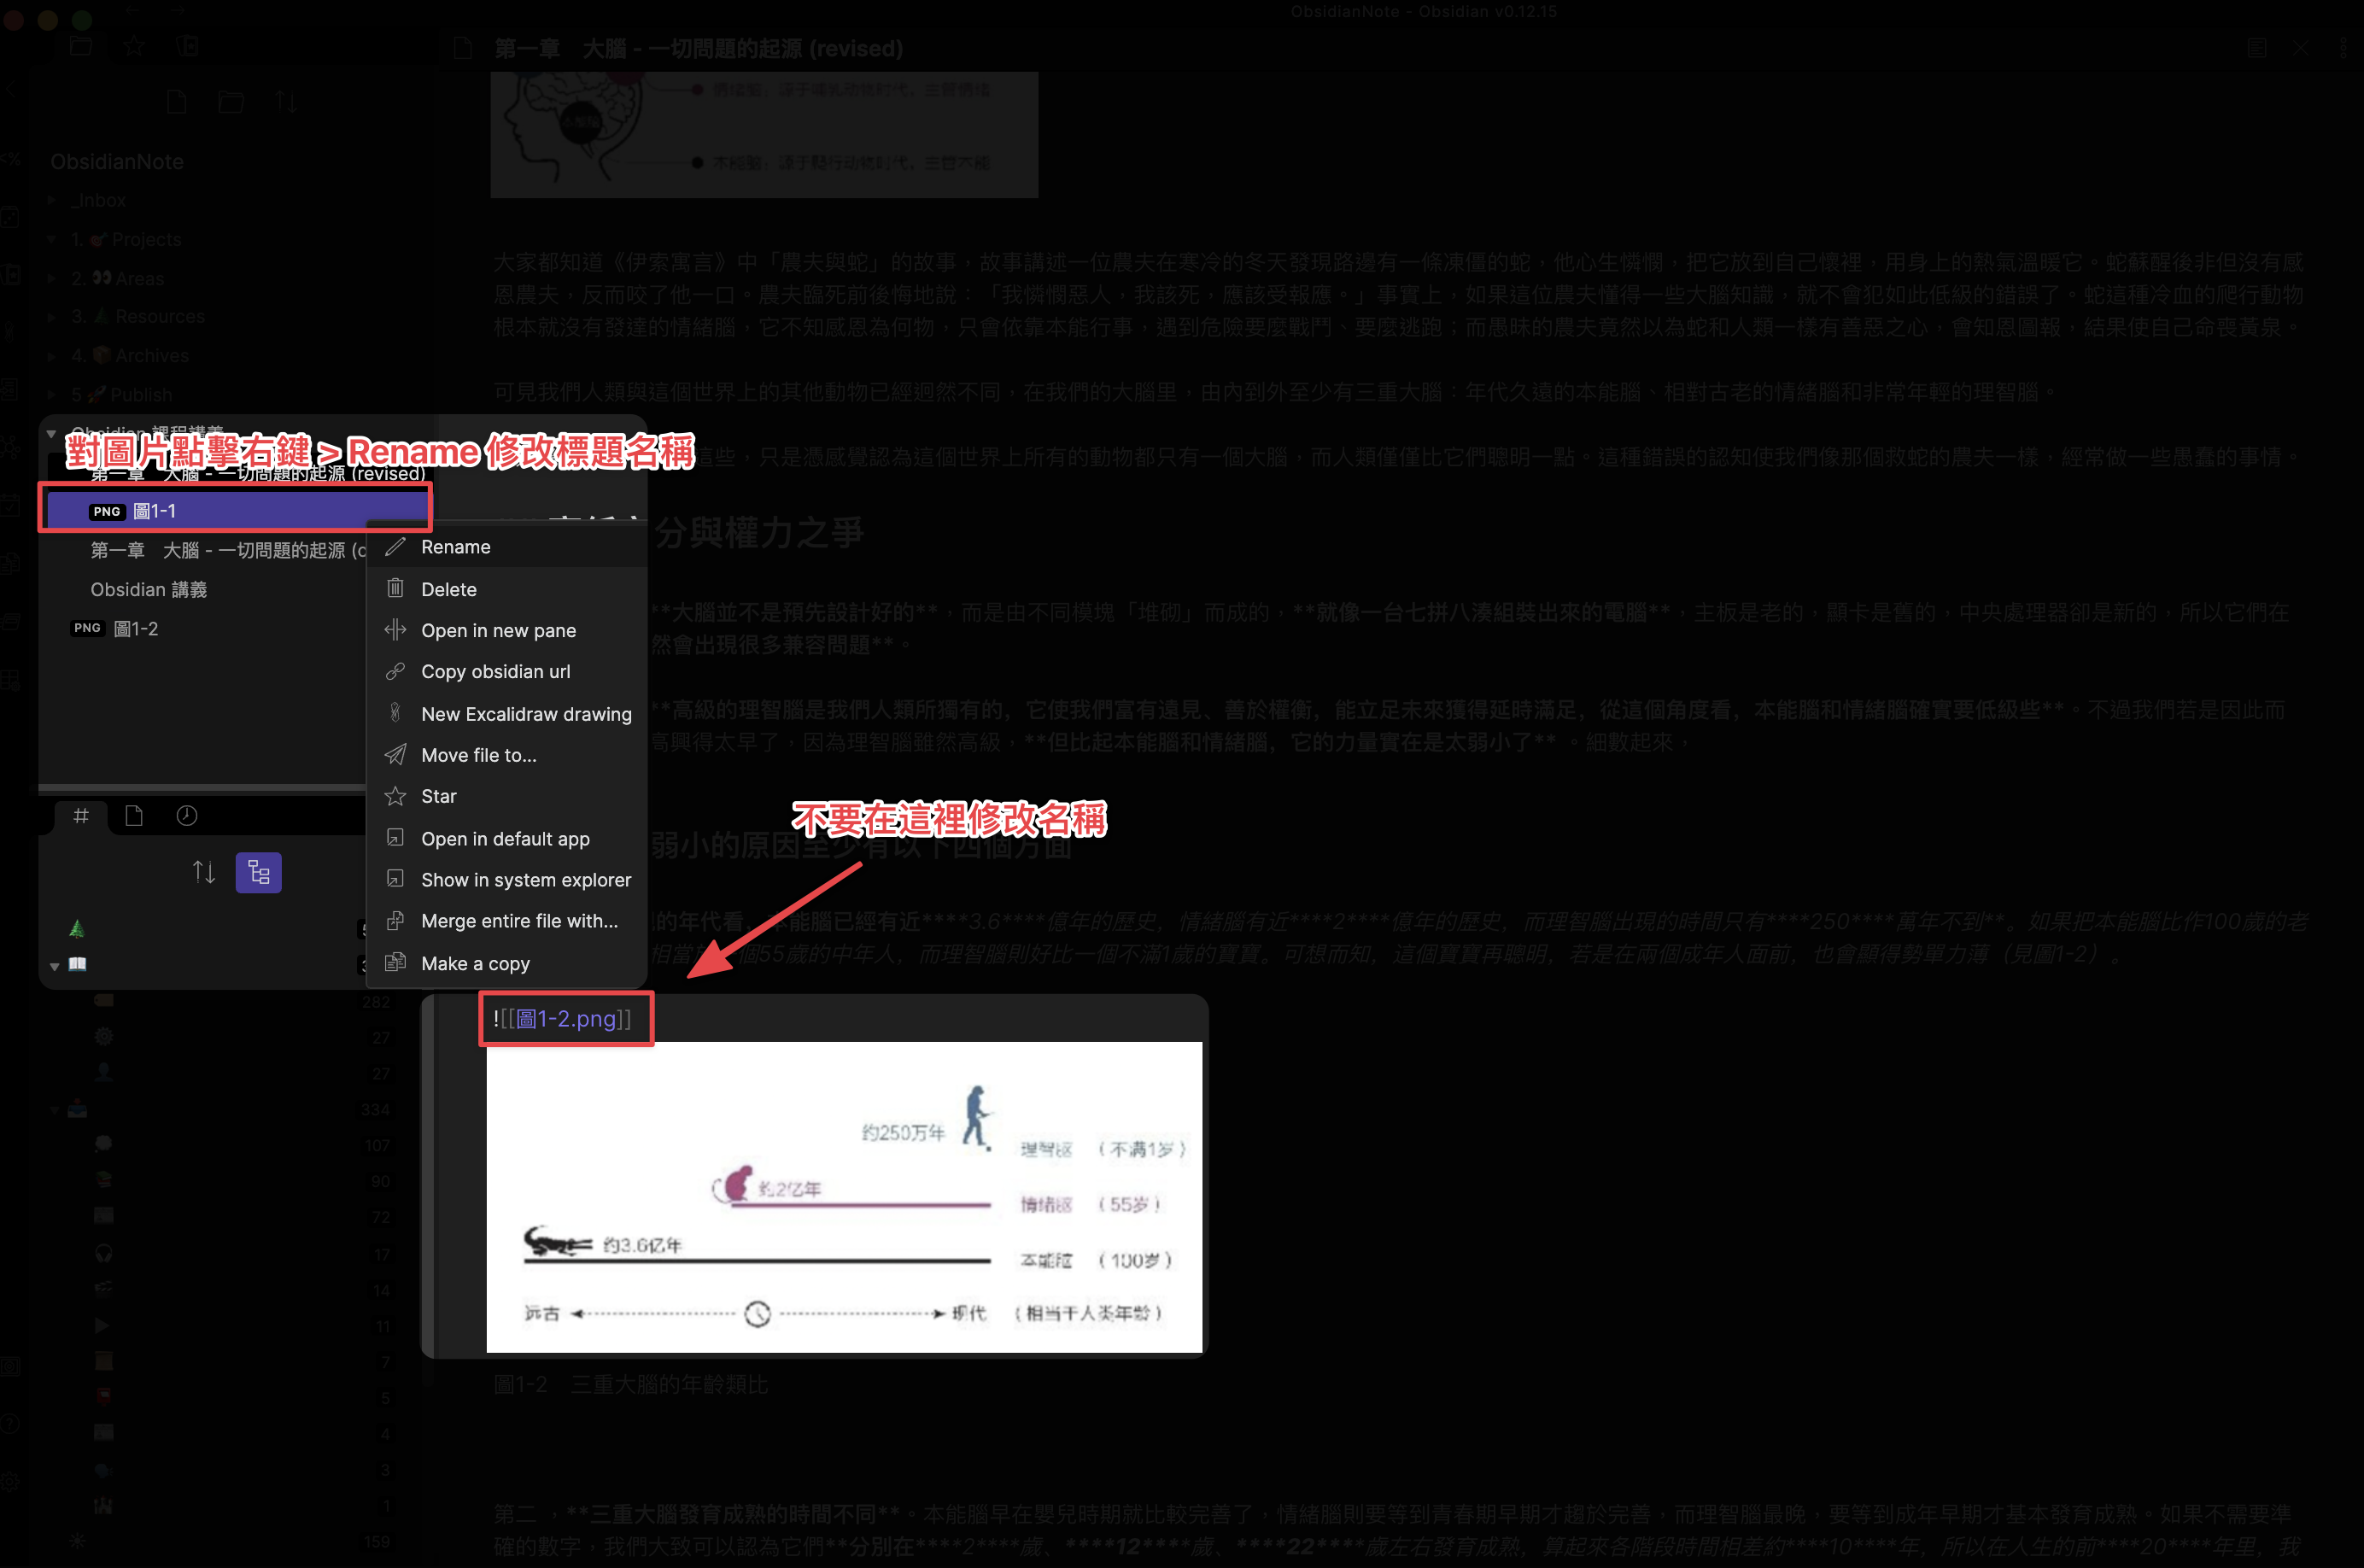 ObsidianNote - Obsidian v0.12.15
第一章　大腦 - 一切問題的起源 (revised)
ObsidianNote
_Inbox
1. Projects
2. Areas
3. Resources
4. Archives
5 Publish
對圖片點擊右鍵 > Rename 修改標題名稱
第一章　大腦 - 一切問題的起源 (revised)
PNG 圖1-1
第一章　大腦 - 一切問題的起源 (c
Obsidian 講義
PNG 圖1-2
Rename
Delete
Open in new pane
Copy obsidian url
New Excalidraw drawing
Move file to...
Star
Open in default app
Show in system explorer
Merge entire file with...
Make a copy
282
27
27
334
107
90
72
17
14
11
7
5
4
3
1
159
大家都知道《伊索寓言》中「農夫與蛇」的故事，故事講述一位農夫在寒冷的冬天發現路邊有一條凍僵的蛇，他心生憐憫，把它放到自己懷裡，用身上的熱氣溫暖它。蛇蘇醒後非但沒有感
恩農夫，反而咬了他一口。農夫臨死前後悔地說：「我憐憫惡人，我該死，應該受報應。」事實上，如果這位農夫懂得一些大腦知識，就不會犯如此低級的錯誤了。蛇這種冷血的爬行動物
根本就沒有發達的情緒腦，它不知感恩為何物，只會依靠本能行事，遇到危險要麼戰鬥、要麼逃跑；而愚昧的農夫竟然以為蛇和人類一樣有善惡之心，會知恩圖報，結果使自己命喪黃泉。
可見我們人類與這個世界上的其他動物已經迥然不同，在我們的大腦里，由內到外至少有三重大腦：年代久遠的本能腦、相對古老的情緒腦和非常年輕的理智腦。
這些，只是憑感覺認為這個世界上所有的動物都只有一個大腦，而人類僅僅比它們聰明一點。這種錯誤的認知使我們像那個救蛇的農夫一樣，經常做一些愚蠢的事情。
分與權力之爭
**大腦並不是預先設計好的**，而是由不同模塊「堆砌」而成的，**就像一台七拼八湊組裝出來的電腦**，主板是老的，顯卡是舊的，中央處理器卻是新的，所以它們在
然會出現很多兼容問題**。
**高級的理智腦是我們人類所獨有的，它使我們富有遠見、善於權衡，能立足未來獲得延時滿足，從這個角度看，本能腦和情緒腦確實要低級些**。不過我們若是因此而
高興得太早了，因為理智腦雖然高級，**但比起本能腦和情緒腦，它的力量實在是太弱小了** 。細數起來，
不要在這裡修改名稱
弱小的原因至少有以下四個方面
的年代看，本能腦已經有近****3.6****億年的歷史，情緒腦有近****2****億年的歷史，而理智腦出現的時間只有****250****萬年不到**。如果把本能腦比作100歲的老
相當於 個55歲的中年人，而理智腦則好比一個不滿1歲的寶寶。可想而知，這個寶寶再聰明，若是在兩個成年人面前，也會顯得勢單力薄（見圖1-2）。
![[圖1-2.png]]
约250万年
理智脑 （不满1岁）
约2亿年
情绪脑 （55岁）
约3.6亿年
本能脑 （100岁）
远古
现代 （相当于人类年龄）
圖1-2　三重大腦的年齡類比
第二 ，**三重大腦發育成熟的時間不同**。本能腦早在嬰兒時期就比較完善了，情緒腦則要等到青春期早期才趨於完善，而理智腦最晚，要等到成年早期才基本發育成熟。如果不需要準
確的數字，我們大致可以認為它們**分別在****2****歲、****12****歲、****22****歲左右發育成熟，算起來各階段時間相差約****10****年，所以在人生的前****20****年里，我